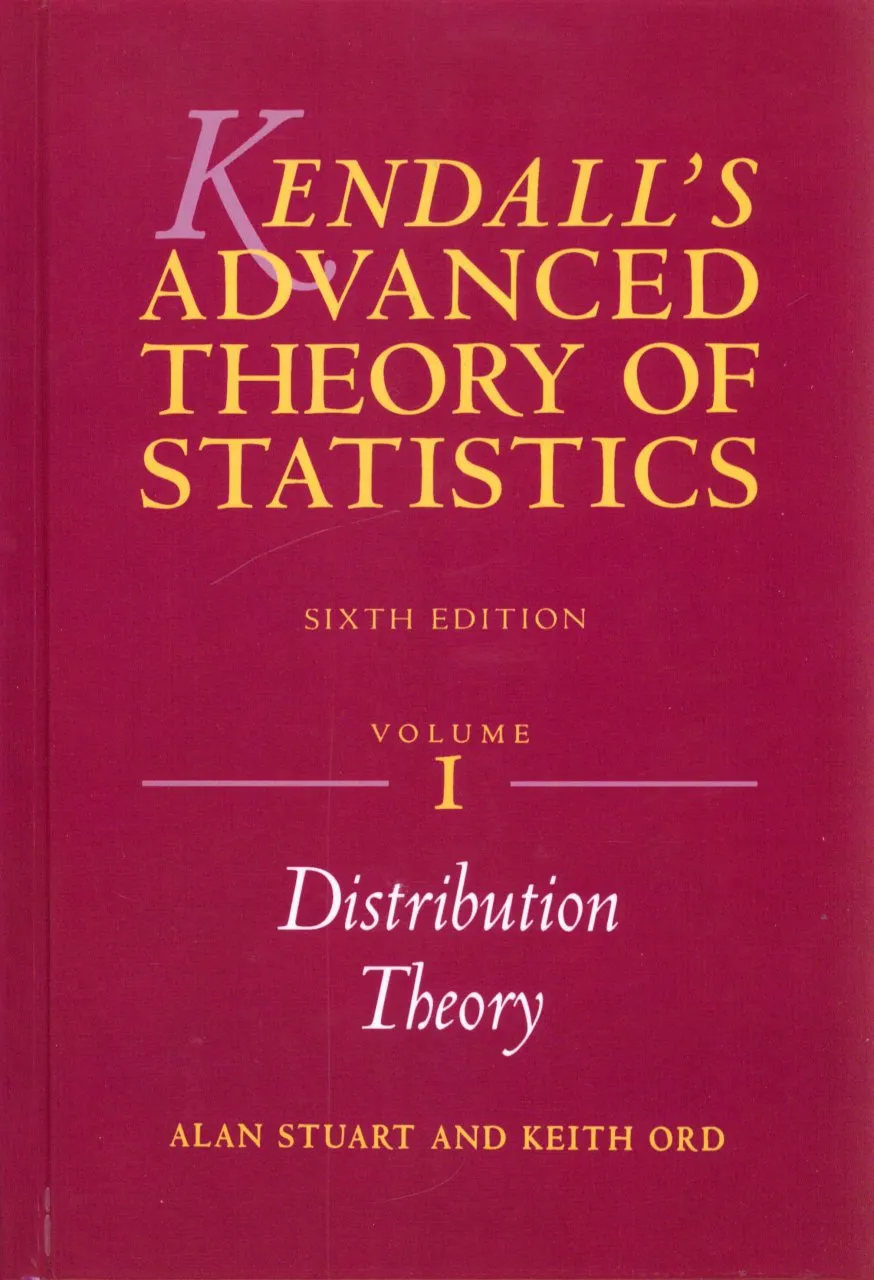 KENDALL'S
ADVANCED
THEORY OF
STATISTICS
SIXTH EDITION
VOLUME
I
Distribution
Theory
ALAN STUART AND KEITH ORD